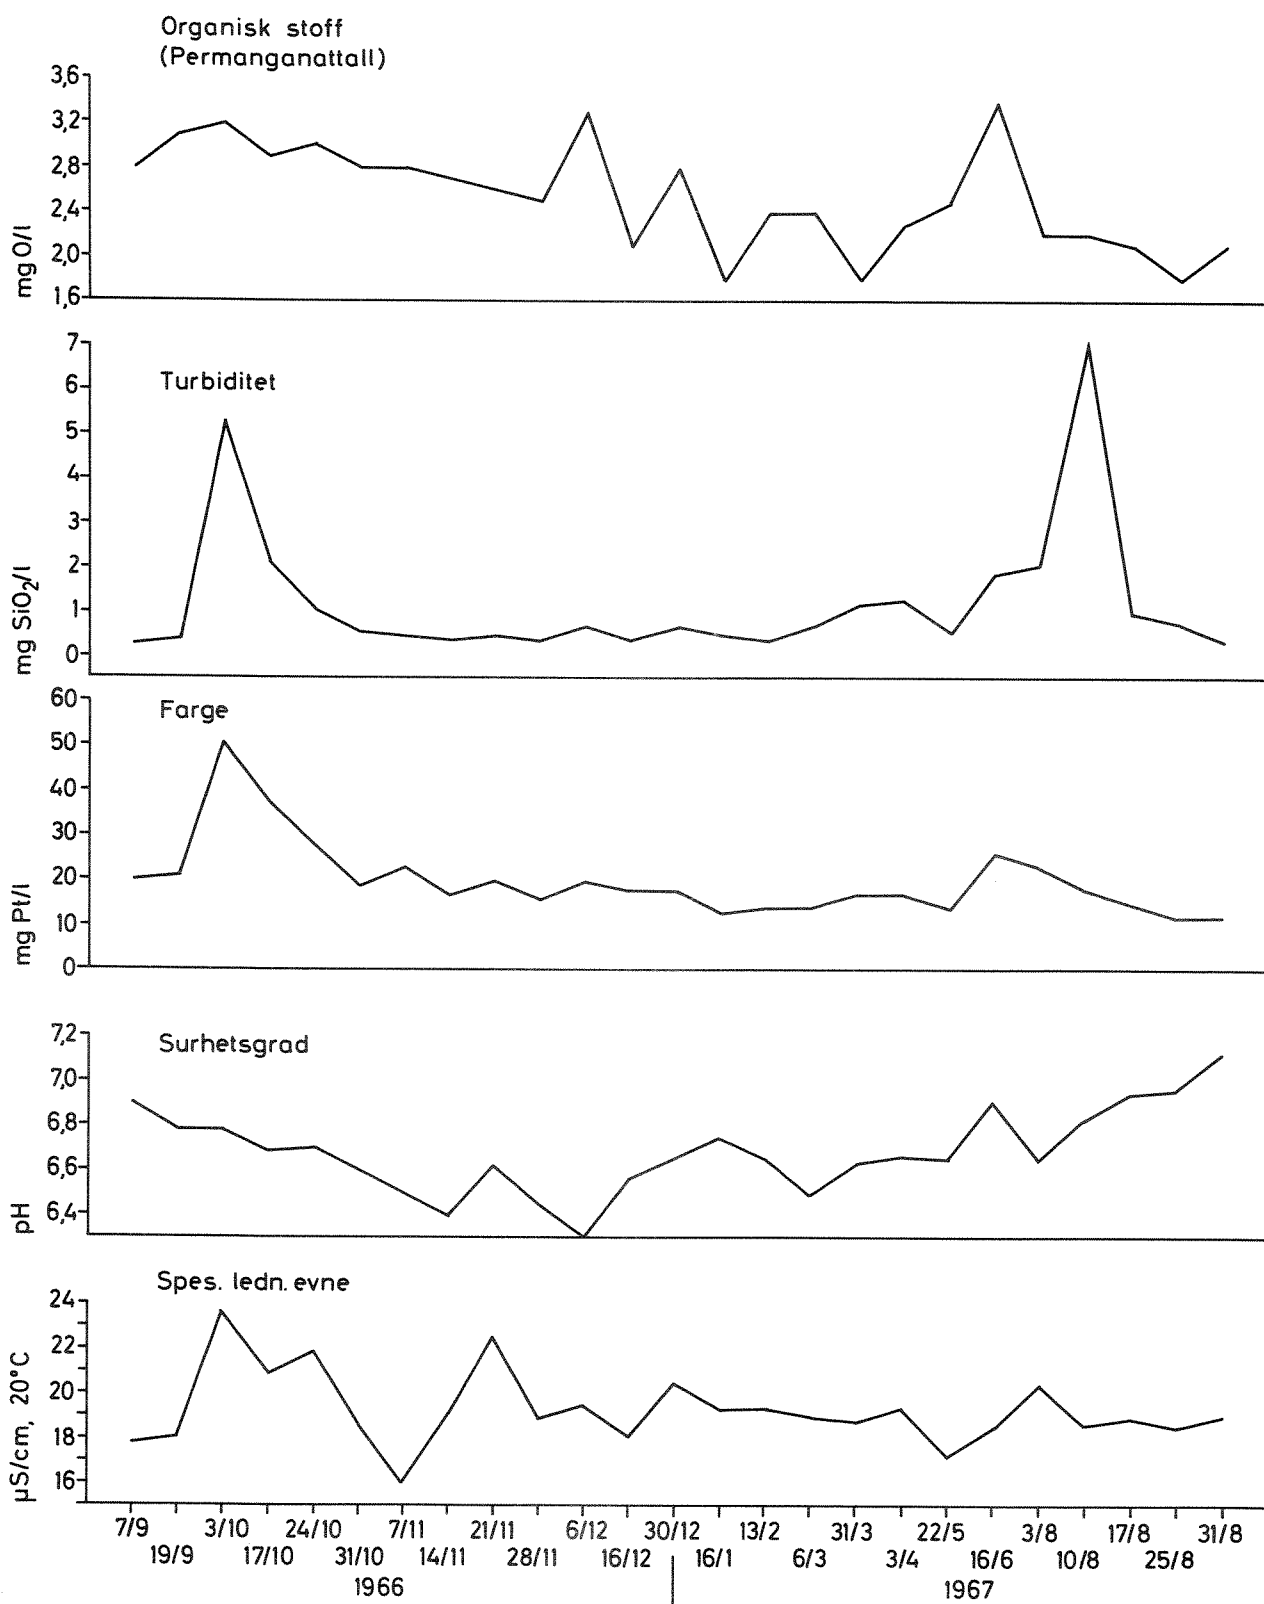 Organisk stoff
(Permanganattall)
3,6
3,2
2,8
2,4
2,0
1,6
mg O/l
7
Turbiditet
6
5
4
3
2
1
0
mg SiO2/l
60
Farge
50
40
30
20
10
0
mg Pt/l
7,2
Surhetsgrad
7,0
6,8
6,6
6,4
pH
Spes. ledn. evne
24
22
20
18
16
µS/cm, 20°C
7/9 3/10 24/10 7/11 21/11 6/12 30/12 13/2 31/3 22/5 3/8 17/8 31/8
19/9 17/10 31/10 14/11 28/11 16/12 16/1 6/3 3/4 16/6 10/8 25/8
1966 1967